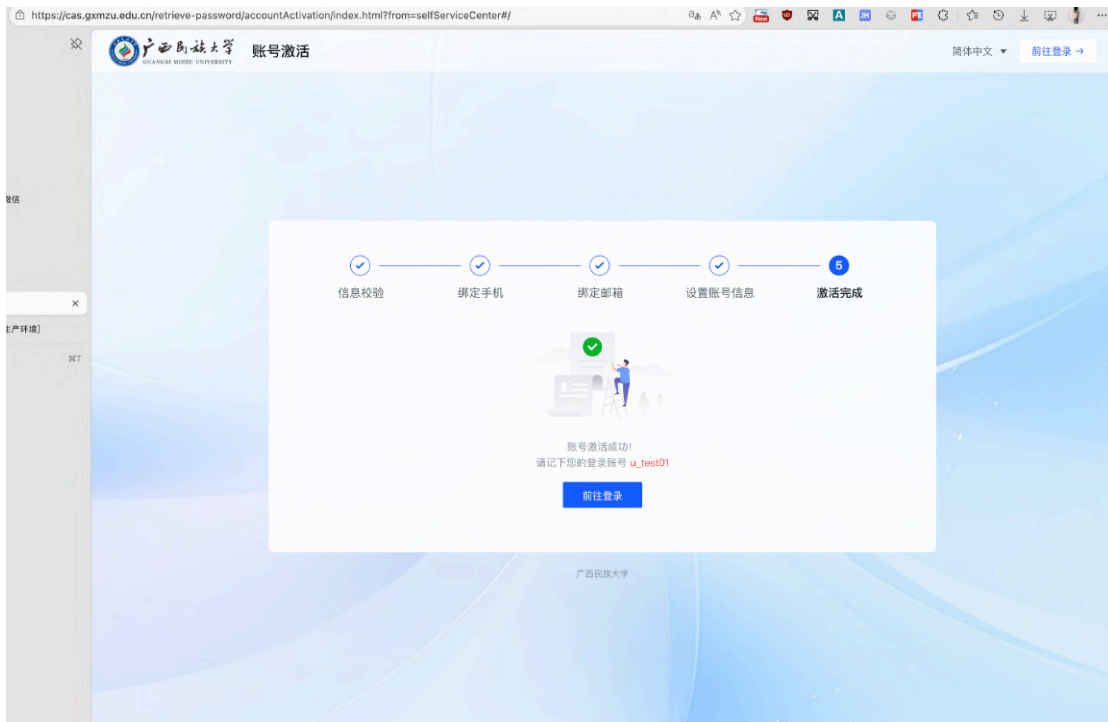 https://cas.gxmzu.edu.cn/retrieve-password/accountActivation/index.html?from=selfServiceCenter#/
广西民族大学
GUANGXI MINZU UNIVERSITY
账号激活
简体中文
前往登录 →
微信
生产环境]
⌘T
信息校验
绑定手机
绑定邮箱
设置账号信息
5
激活完成
账号激活成功!
请记下您的登录账号 u_test01
前往登录
广西民族大学